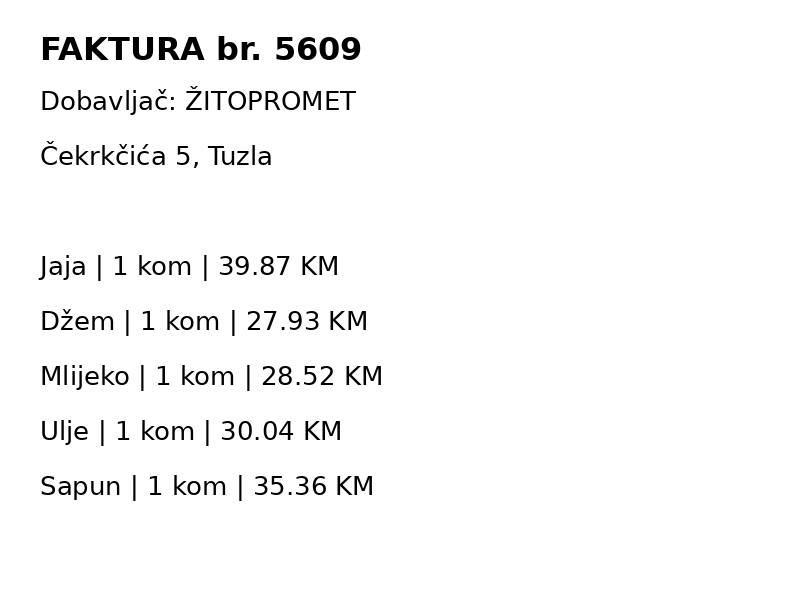 FAKTURA br. 5609
Dobavljač: ŽITOPROMET
Čekrkčića 5, Tuzla
Jaja | 1 kom | 39.87 KM
Džem | 1 kom | 27.93 KM
Mlijeko | 1 kom | 28.52 KM
Ulje | 1 kom | 30.04 KM
Sapun | 1 kom | 35.36 KM